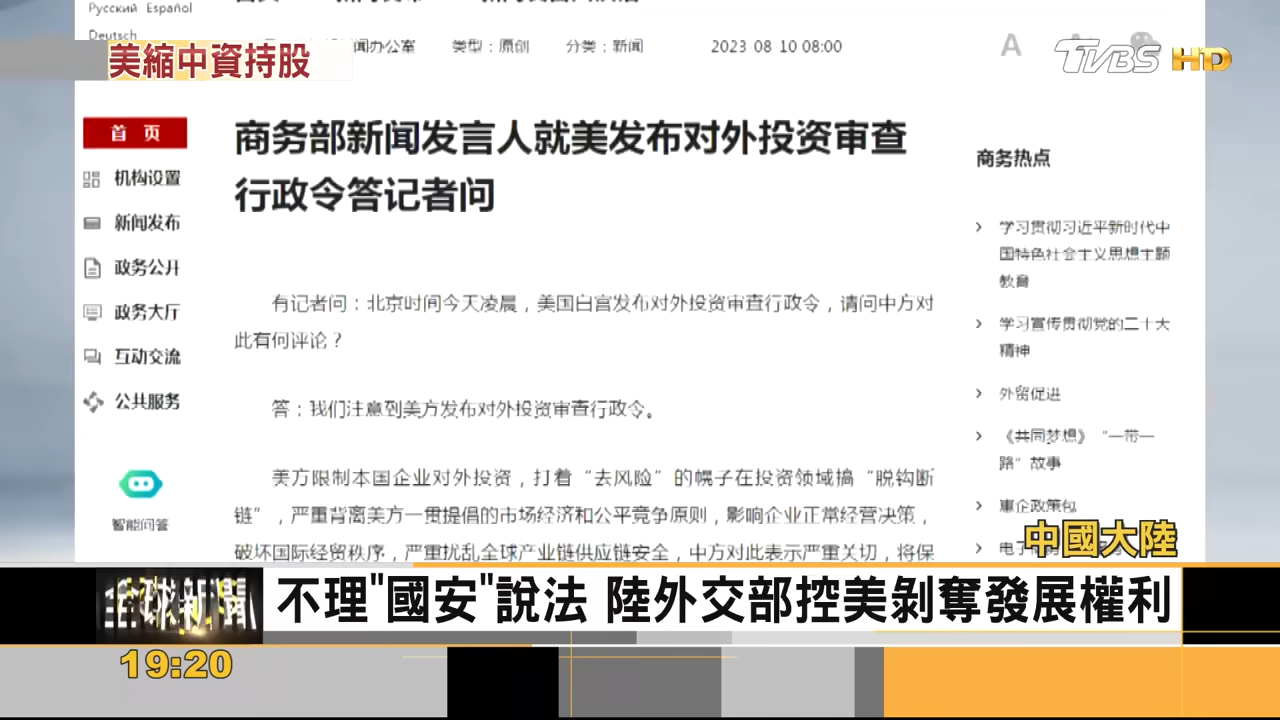 Русский Español
Deutsch
美縮中資持股
闻办公室 类型：原创 分类：新闻 2023 08 10 08:00
A
TVBS HD
首 页
机构设置
新闻发布
政务公开
政务大厅
互动交流
公共服务
智能问答
商务部新闻发言人就美发布对外投资审查
行政令答记者问
有记者问：北京时间今天凌晨，美国白宫发布对外投资审查行政令，请问中方对
此有何评论？
答：我们注意到美方发布对外投资审查行政令。
美方限制本国企业对外投资，打着“去风险”的幌子在投资领域搞“脱钩断
链”，严重背离美方一贯提倡的市场经济和公平竞争原则，影响企业正常经营决策，
破坏国际经贸秩序，严重扰乱全球产业链供应链安全，中方对此表示严重关切，将保
商务热点
学习贯彻习近平新时代中
国特色社会主义思想主题
教育
学习宣传贯彻党的二十大
精神
外贸促进
《共同梦想》“一带一
路”故事
惠企政策包
电子
中國大陸
不理"國安"說法 陸外交部控美剝奪發展權利
19:20